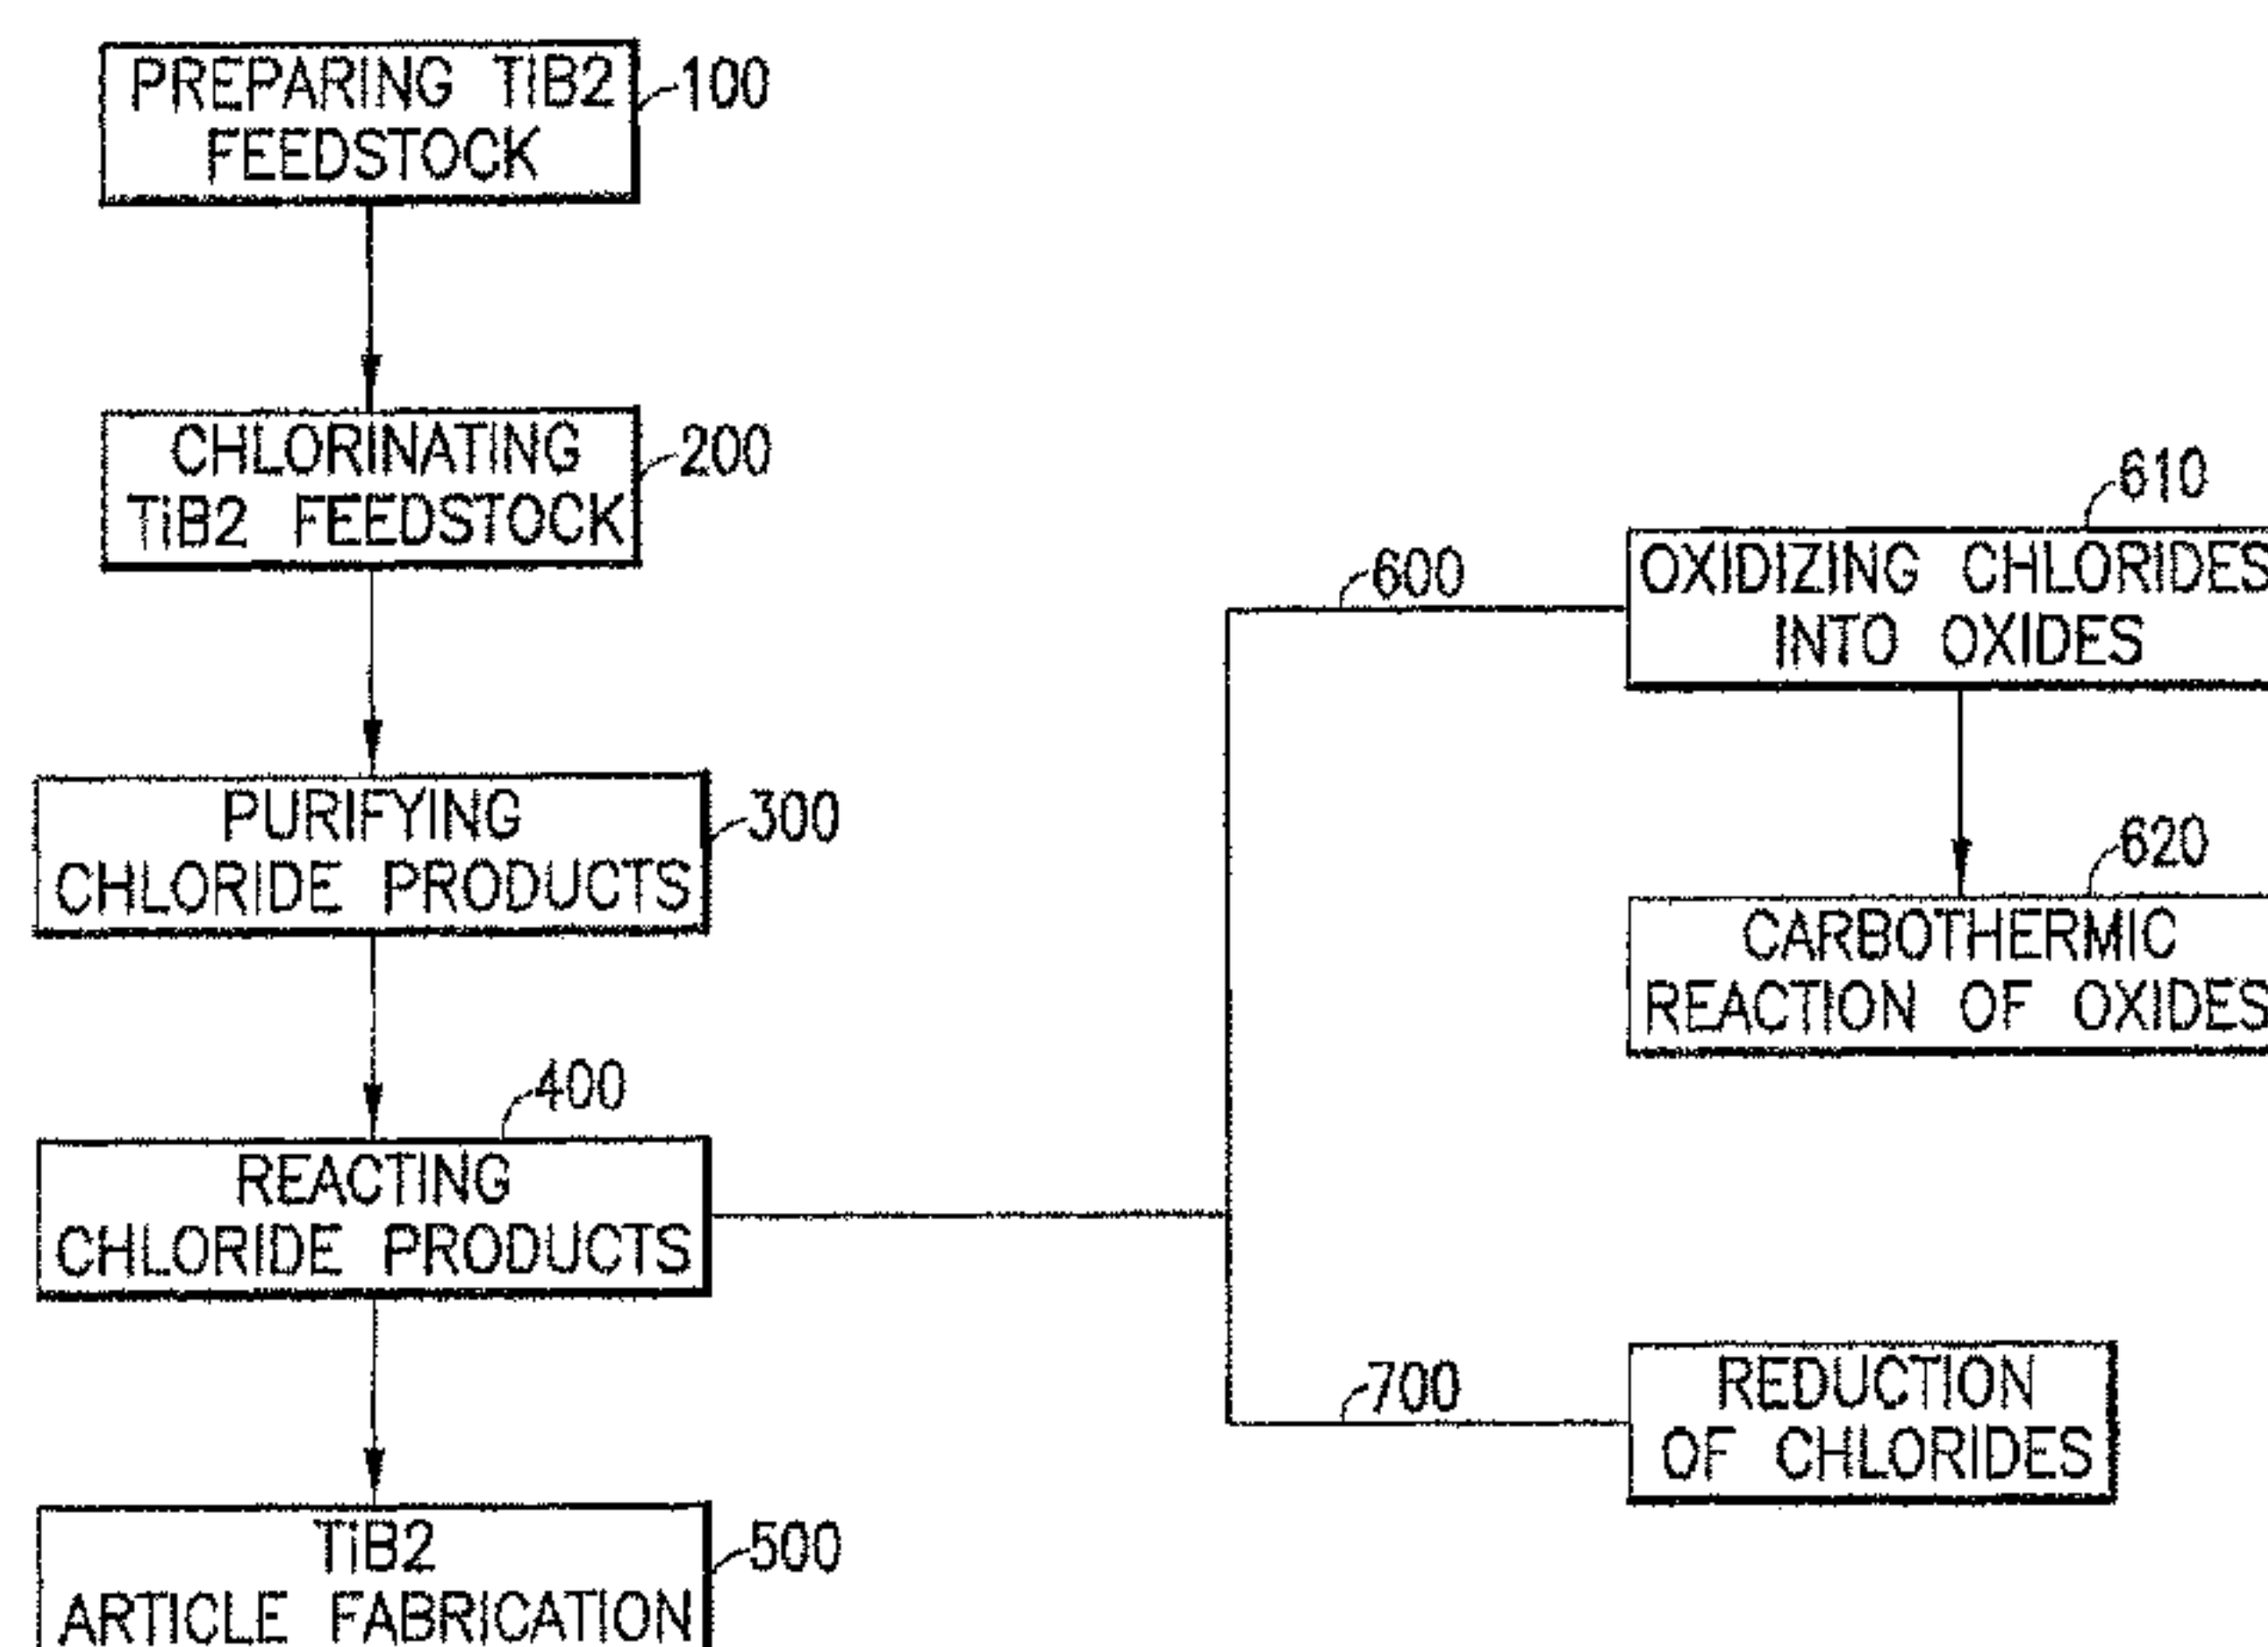 PREPARING TiB2
FEEDSTOCK
100
CHLORINATING
TiB2 FEEDSTOCK
200
PURIFYING
CHLORIDE PRODUCTS
300
REACTING
CHLORIDE PRODUCTS
400
TiB2
ARTICLE FABRICATION
500
600
610
OXIDIZING CHLORIDES
INTO OXIDES
620
CARBOTHERMIC
REACTION OF OXIDES
700
REDUCTION
OF CHLORIDES